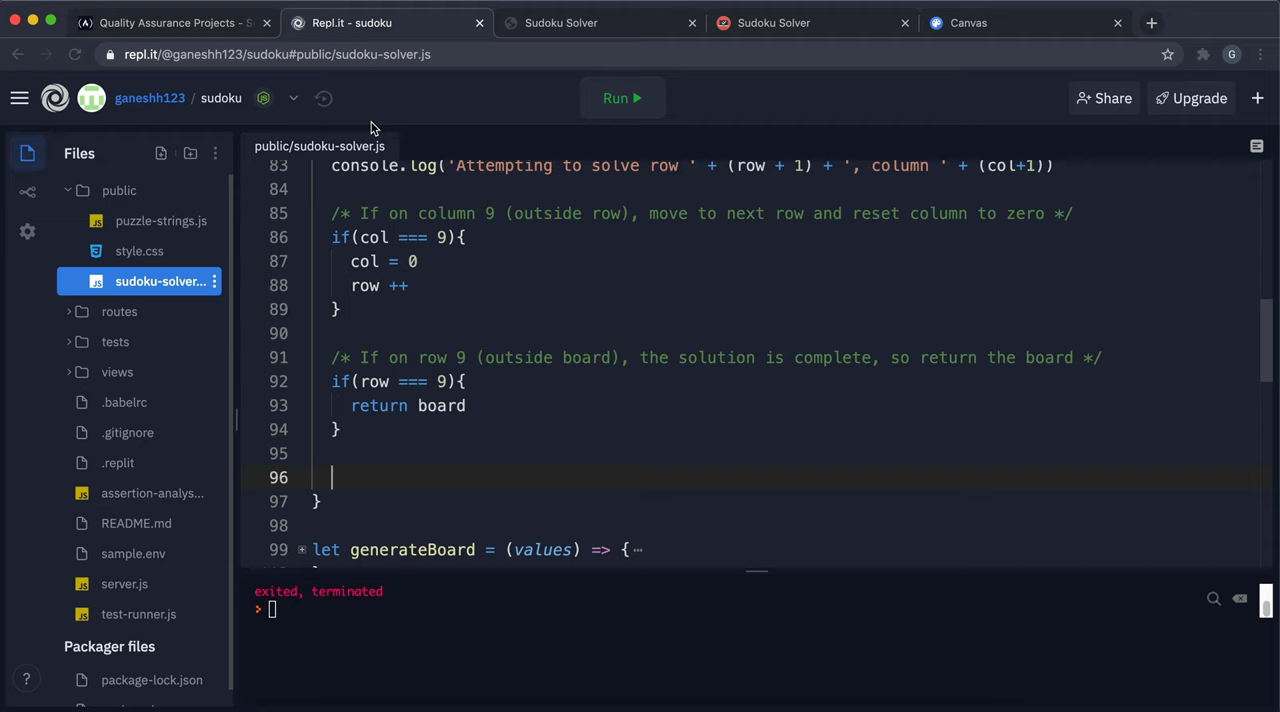 Quality Assurance Projects - S
Repl.it - sudoku
Sudoku Solver
Sudoku Solver
Canvas
repl.it/@ganeshh123/sudoku#public/sudoku-solver.js
G
ganeshh123 / sudoku
Run
Share
Upgrade
Files
public
puzzle-strings.js
style.css
sudoku-solver...
routes
tests
views
.babelrc
.gitignore
.replit
assertion-analys...
README.md
sample.env
server.js
test-runner.js
Packager files
package-lock.json
public/sudoku-solver.js
83 console.log('Attempting to solve row ' + (row + 1) + ', column ' + (col+1))
84
85 /* If on column 9 (outside row), move to next row and reset column to zero */
86 if(col === 9){
87 col = 0
88 row ++
89 }
90
91 /* If on row 9 (outside board), the solution is complete, so return the board */
92 if(row === 9){
93 return board
94 }
95
96
97 }
98
99 let generateBoard = (values) => {
exited, terminated
>
?